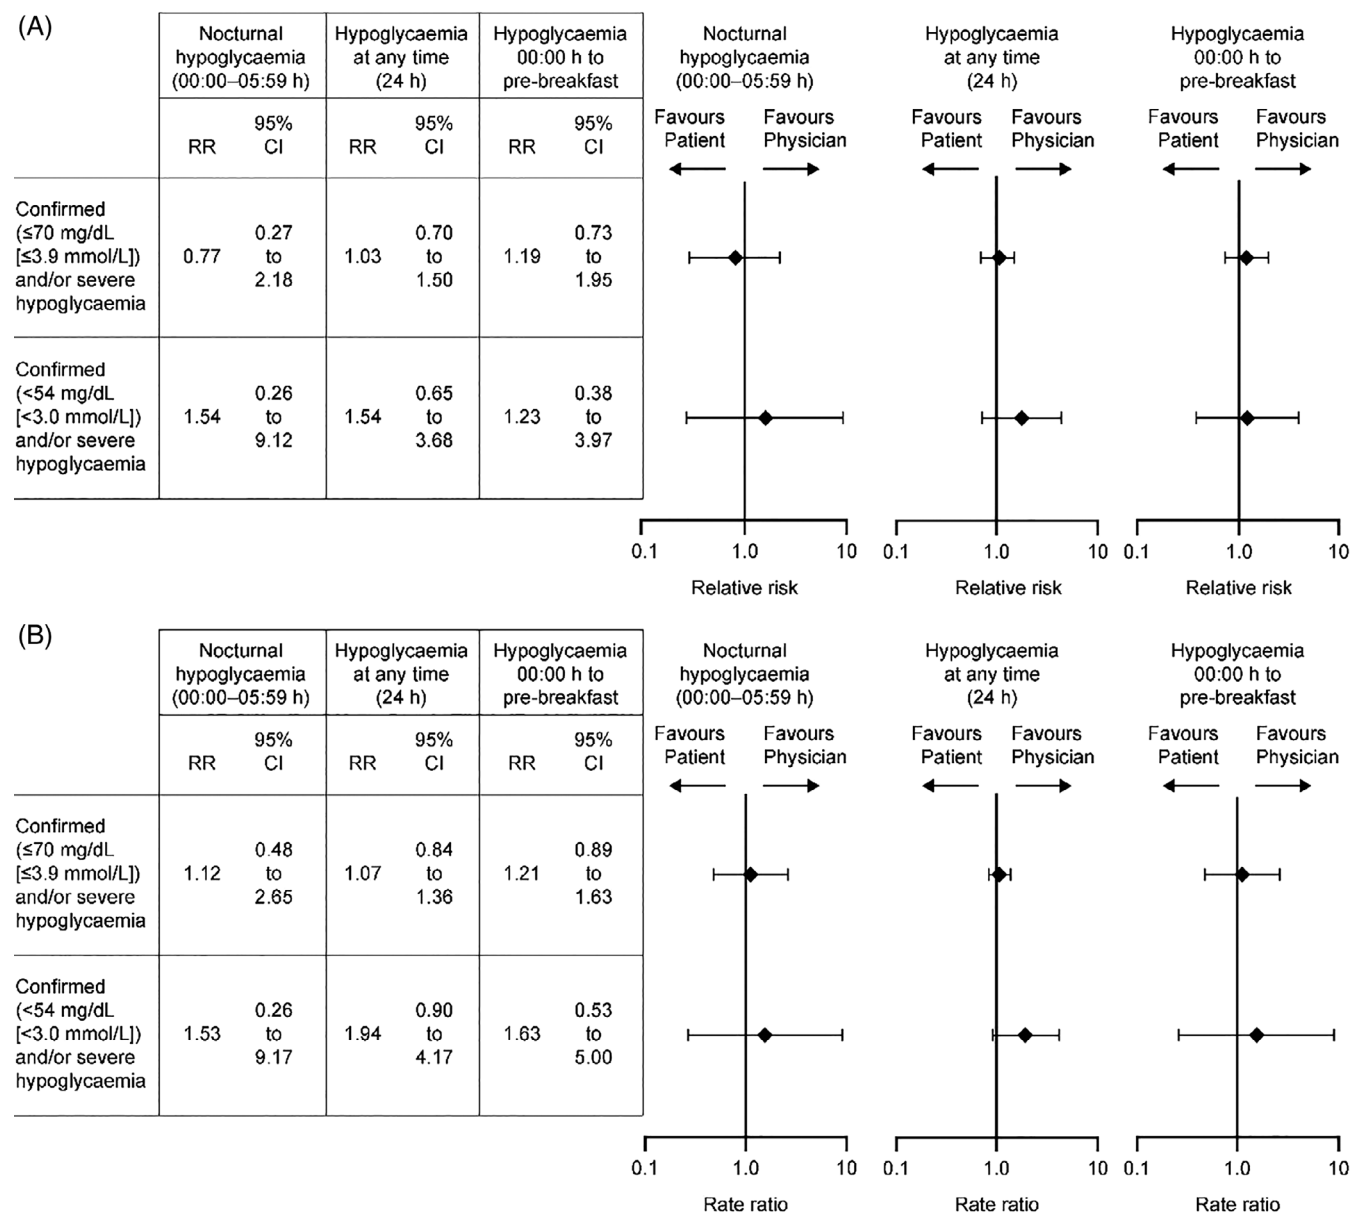 (A)
Nocturnal
hypoglycaemia
(00:00–05:59 h)
Hypoglycaemia
at any time
(24 h)
Hypoglycaemia
00:00 h to
pre-breakfast
RR
95%
CI
RR
95%
CI
RR
95%
CI
Confirmed
(≤70 mg/dL
[≤3.9 mmol/L])
and/or severe
hypoglycaemia
0.77
0.27
to
2.18
1.03
0.70
to
1.50
1.19
0.73
to
1.95
Confirmed
(<54 mg/dL
[<3.0 mmol/L])
and/or severe
hypoglycaemia
1.54
0.26
to
9.12
1.54
0.65
to
3.68
1.23
0.38
to
3.97
Nocturnal
hypoglycaemia
(00:00–05:59 h)
Favours
Patient
Favours
Physician
0.1 1.0 10
Relative risk
Hypoglycaemia
at any time
(24 h)
Favours
Patient
Favours
Physician
0.1 1.0 10
Relative risk
Hypoglycaemia
00:00 h to
pre-breakfast
Favours
Patient
Favours
Physician
0.1 1.0 10
Relative risk
(B)
Nocturnal
hypoglycaemia
(00:00–05:59 h)
Hypoglycaemia
at any time
(24 h)
Hypoglycaemia
00:00 h to
pre-breakfast
RR
95%
CI
RR
95%
CI
RR
95%
CI
Confirmed
(≤70 mg/dL
[≤3.9 mmol/L])
and/or severe
hypoglycaemia
1.12
0.48
to
2.65
1.07
0.84
to
1.36
1.21
0.89
to
1.63
Confirmed
(<54 mg/dL
[<3.0 mmol/L])
and/or severe
hypoglycaemia
1.53
0.26
to
9.17
1.94
0.90
to
4.17
1.63
0.53
to
5.00
Nocturnal
hypoglycaemia
(00:00–05:59 h)
Favours
Patient
Favours
Physician
0.1 1.0 10
Rate ratio
Hypoglycaemia
at any time
(24 h)
Favours
Patient
Favours
Physician
0.1 1.0 10
Rate ratio
Hypoglycaemia
00:00 h to
pre-breakfast
Favours
Patient
Favours
Physician
0.1 1.0 10
Rate ratio